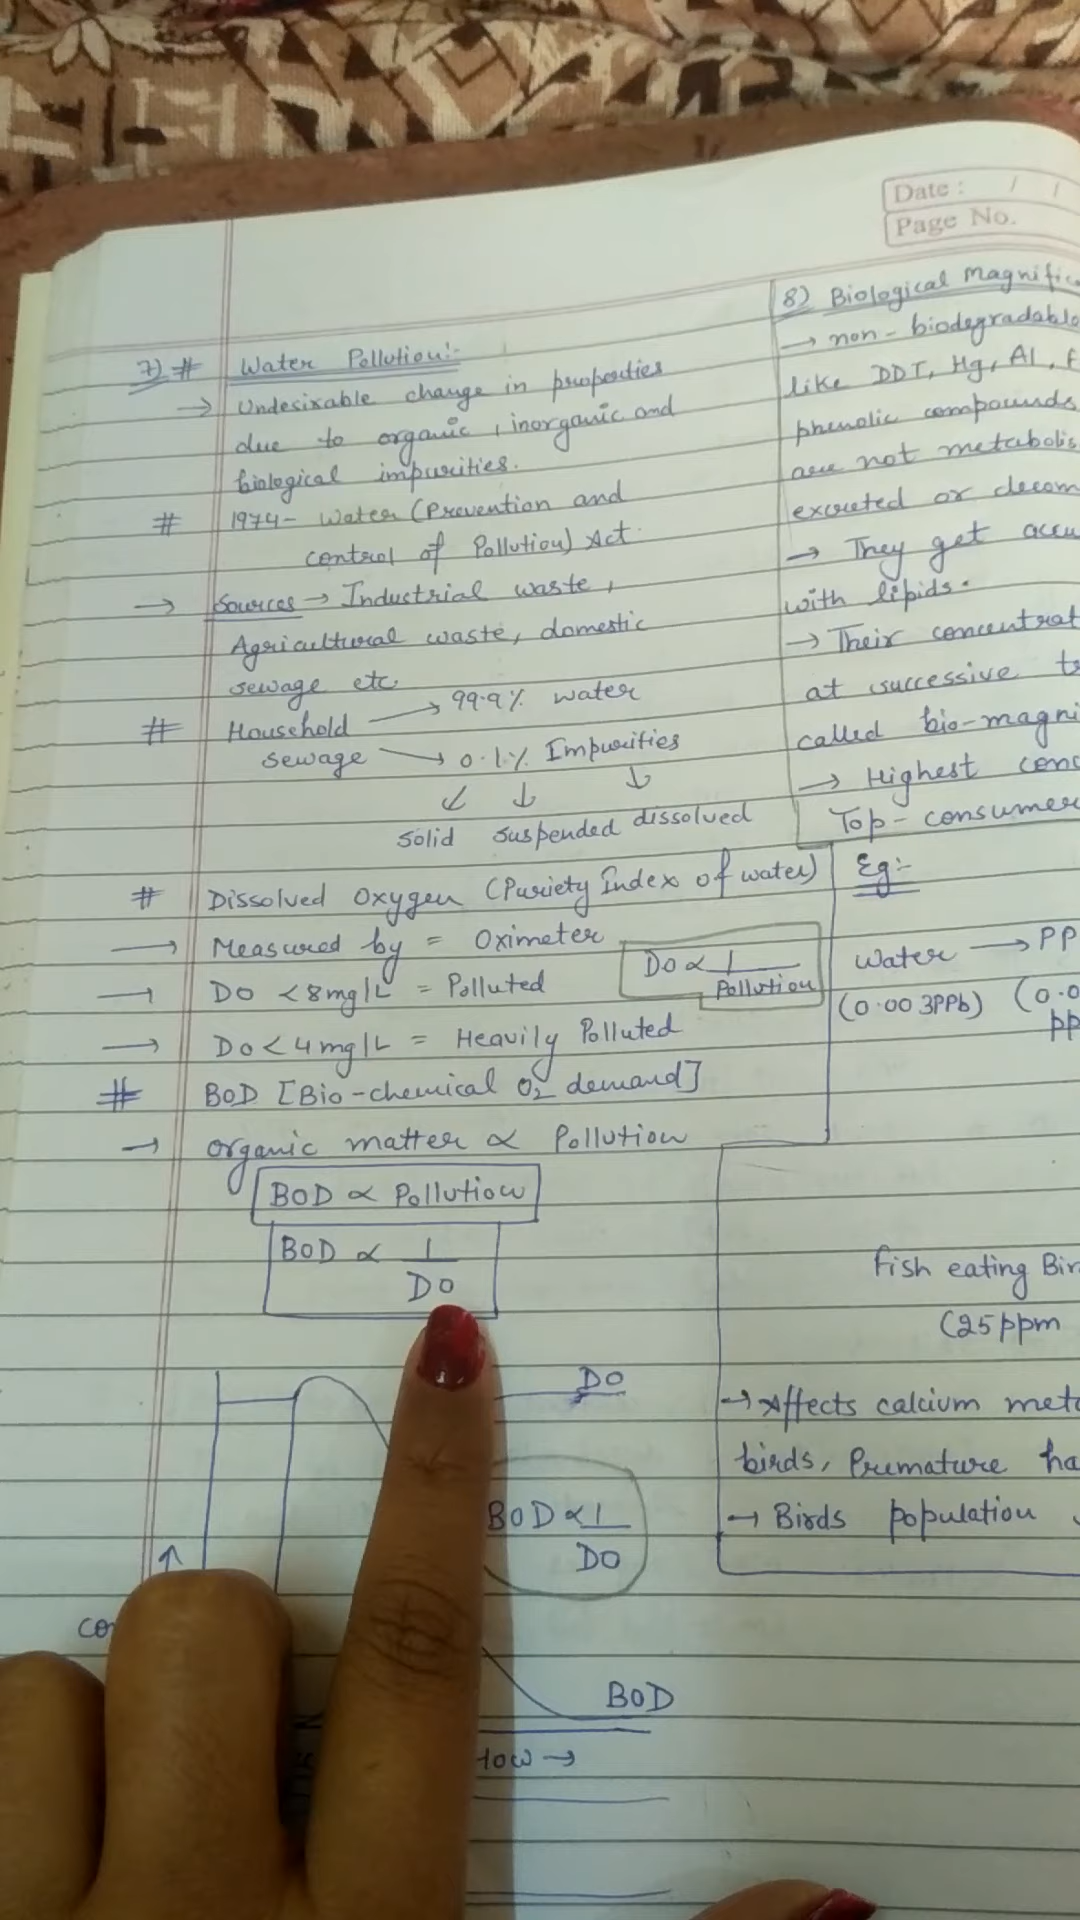 Date : / /
Page No.
7) # Water Pollution:-
→ Undesirable change in properties
due to organic, inorganic and
biological impurities.
# 1974- Water (Prevention and
control of Pollution) Act.
→ Sources → Industrial waste,
Agricultural waste, domestic
sewage etc
# Household → 99.9% water
sewage → 0.1% Impurities
↙ ↓ ↓
Solid suspended dissolved
# Dissolved Oxygen (Puriety Index of water)
→ Measured by = Oximeter
→ DO < 8mg/L = Polluted
DO ∝ 1
Pollution
→ DO < 4mg/L = Heavily Polluted
# BOD [Bio-chemical O2 demand]
→ organic matter ∝ Pollution
BOD ∝ Pollution
BOD ∝ 1
DO
DO
BOD ∝ 1
DO
↑
BOD
→
8) Biological
→ non-biodegradable
like DDT, Hg, Al,
phenolic compounds
are not
excreted or
→ They get
with lipids.
→ Their
at successive
called
→ Highest
Top-consumer
Eg:-
Water →
(0.003PPb)
fish eating
(25ppm
→ Affects calcium
birds, Premature
→ Birds population